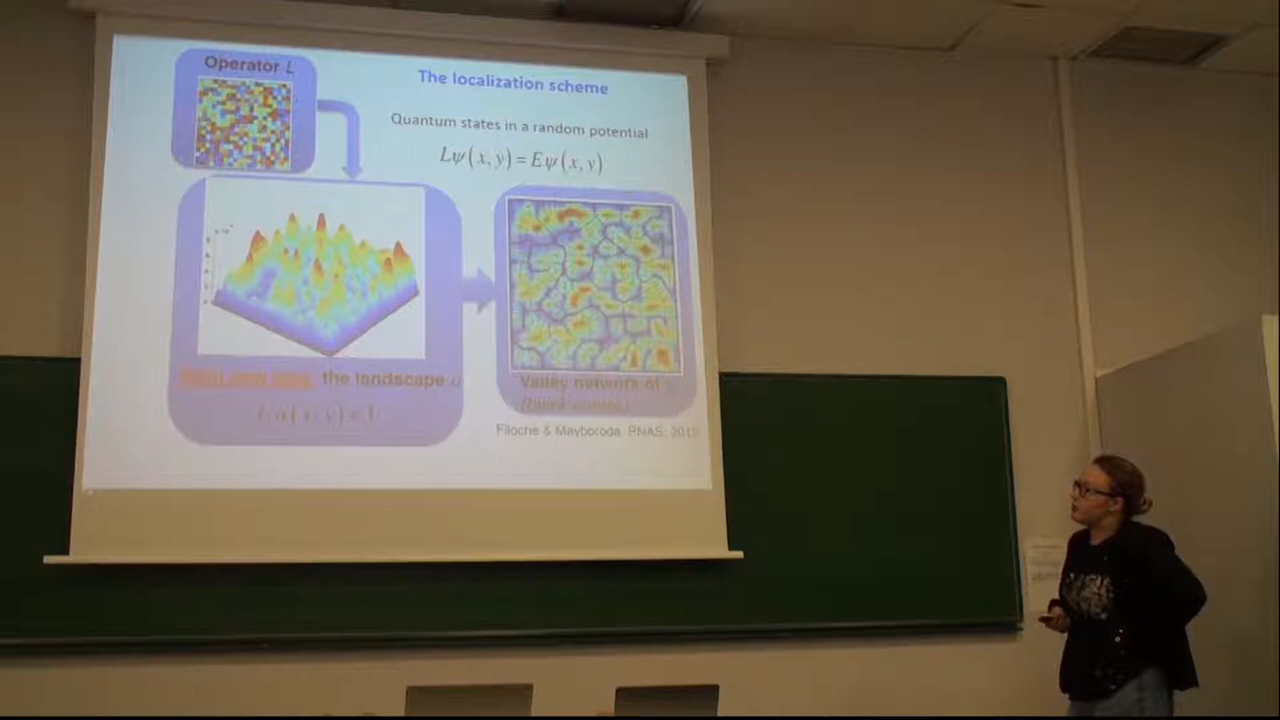 Operator L
The localization scheme
Quantum states in a random potential
Lψ(x, y) = Eψ(x, y)
the landscape u
Valley network of
Filoche & Mayboroda, PNAS, 201